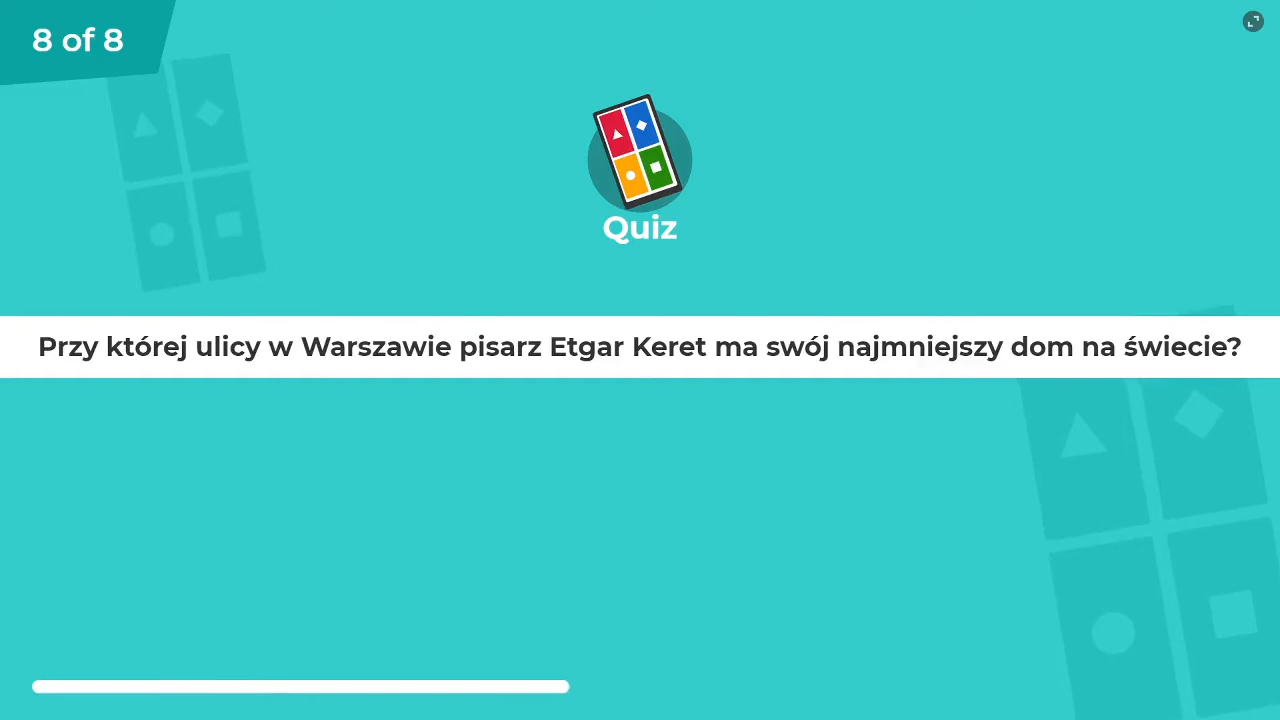 8 of 8
Quiz
Przy której ulicy w Warszawie pisarz Etgar Keret ma swój najmniejszy dom na świecie?